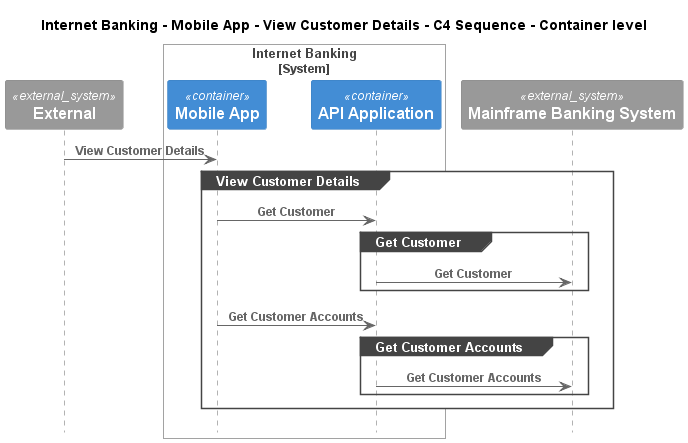 Internet Banking - Mobile App - View Customer Details - C4 Sequence - Container level
Internet Banking
[System]
«external_system»
External
«container»
Mobile App
«container»
API Application
«external_system»
Mainframe Banking System
View Customer Details
View Customer Details
Get Customer
Get Customer
Get Customer
Get Customer Accounts
Get Customer Accounts
Get Customer Accounts